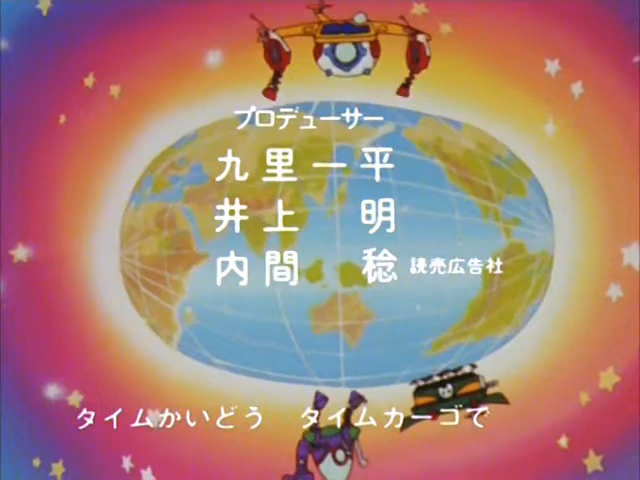 プロデューサー
九里一平
井上 明
内間 稔 読売広告社
タイムかいどう タイムカーゴで